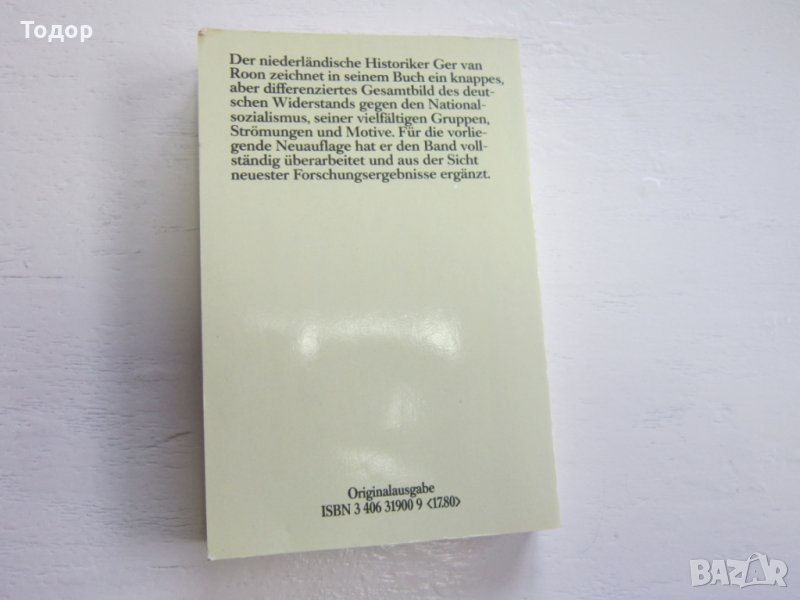 Тодор
Der niederländische Historiker Ger van
Roon zeichnet in seinem Buch ein knappes,
aber differenziertes Gesamtbild des deut-
schen Widerstands gegen den National-
sozialismus, seiner vielfältigen Gruppen,
Strömungen und Motive. Für die vorlie-
gende Neuauflage hat er den Band voll-
ständig überarbeitet und aus der Sicht
neuester Forschungsergebnisse ergänzt.
Originalausgabe
ISBN 3 406 31900 9 <17.80>
BAZAR